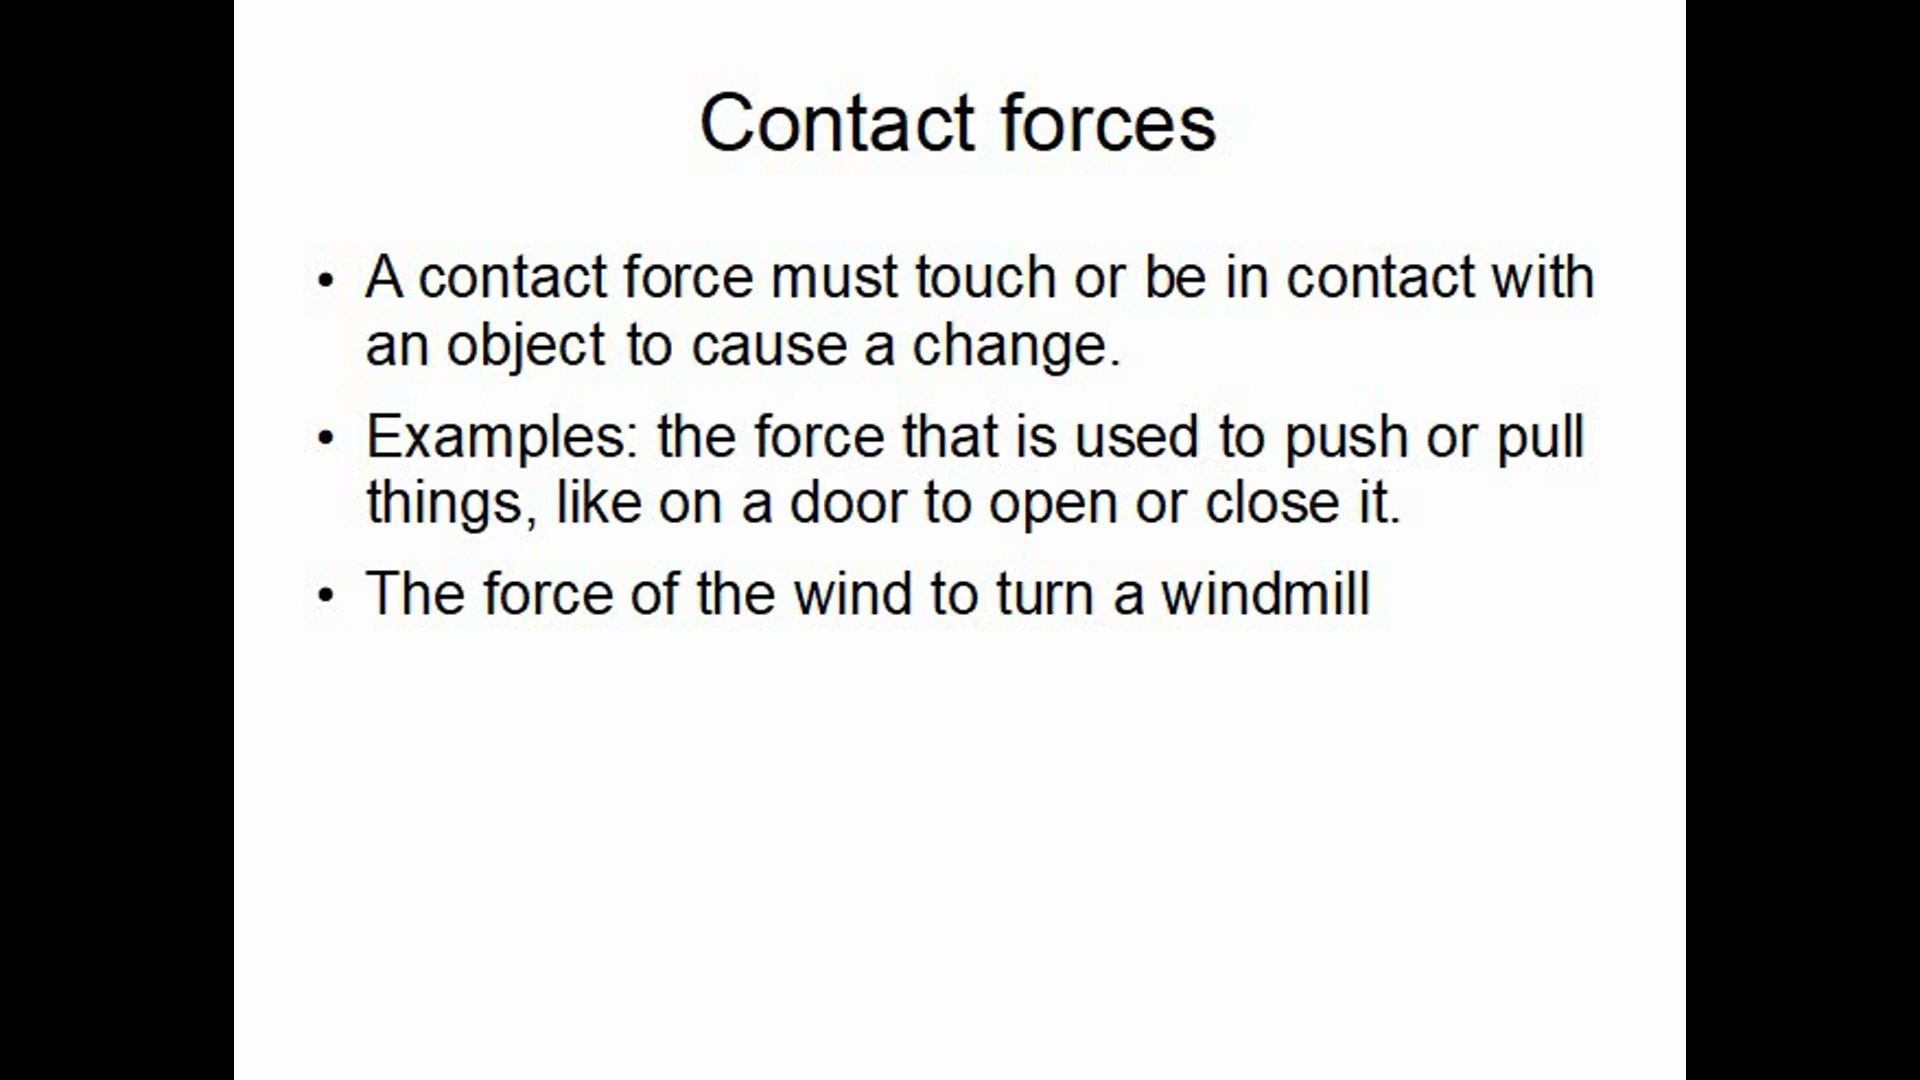 Contact forces
• A contact force must touch or be in contact with
an object to cause a change.
• Examples: the force that is used to push or pull
things, like on a door to open or close it.
• The force of the wind to turn a windmill